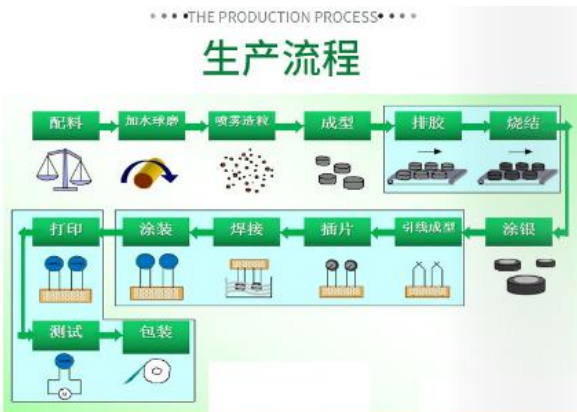 THE PRODUCTION PROCESS
生产流程
配料 加水球磨 喷雾造粒 成型 排胶 烧结
打印 涂装 焊接 插片 引线成型 涂银
测试 包装